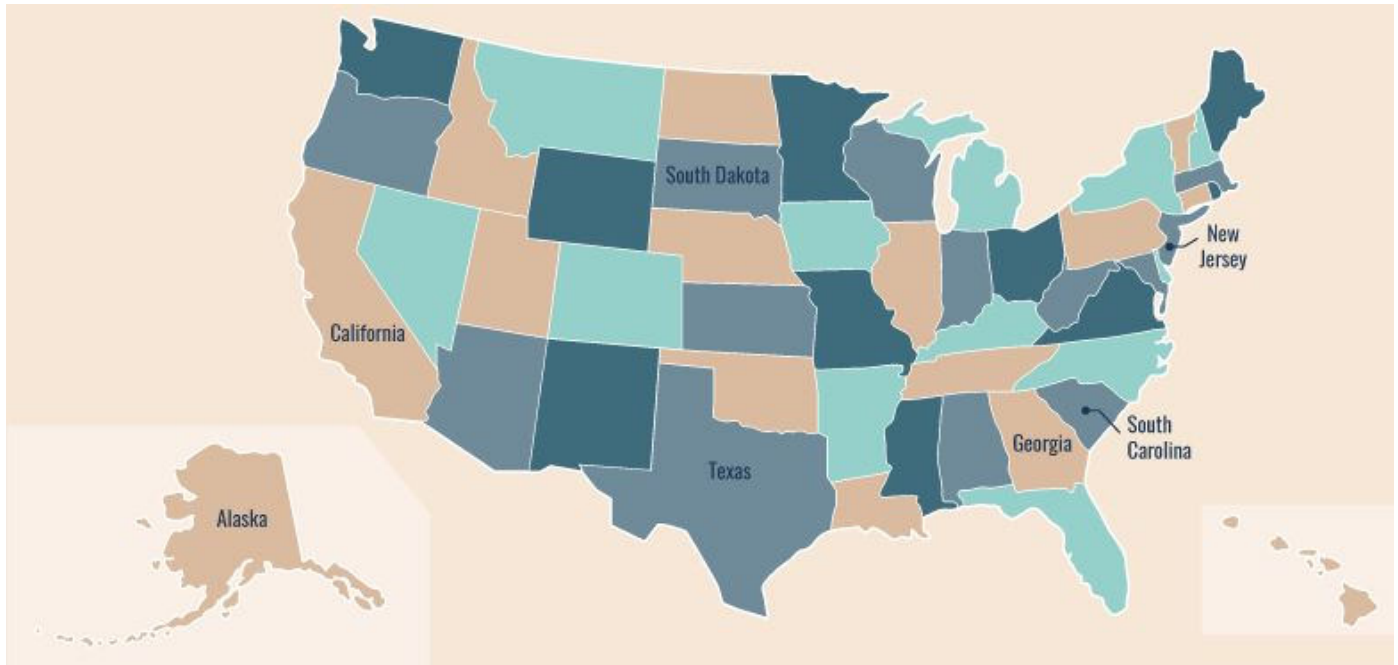 South Dakota
New
Jersey
California
Georgia
South
Carolina
Texas
Alaska